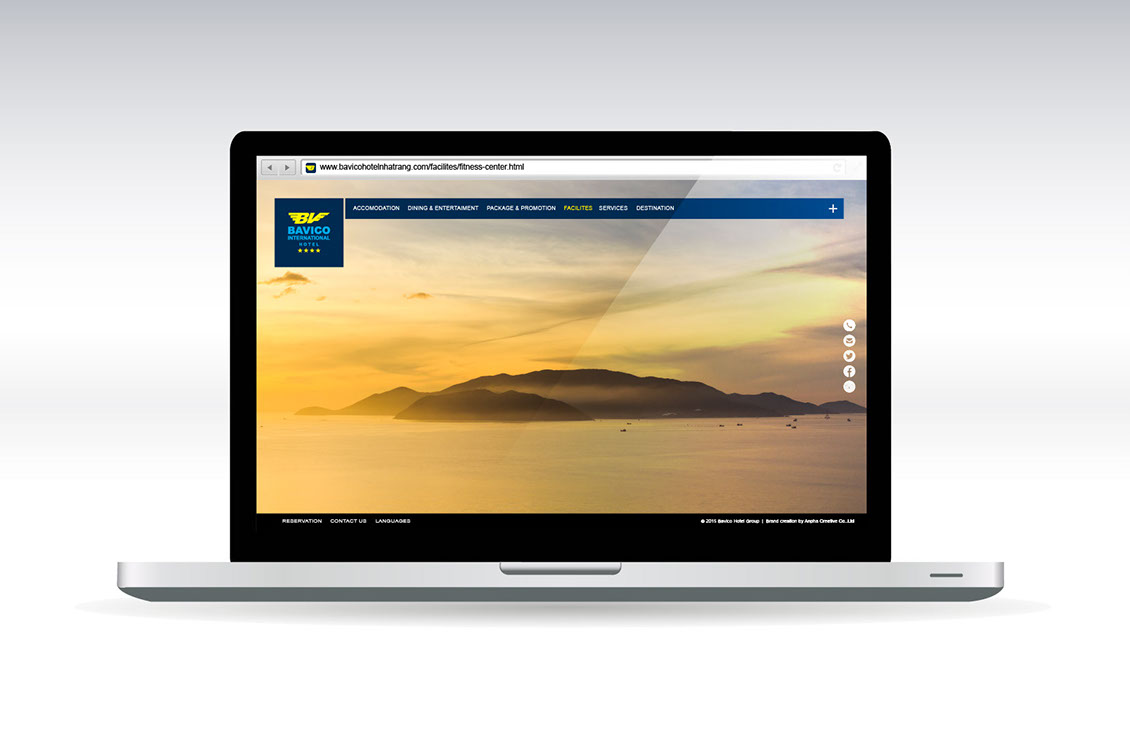 www.bavicohotelnhatrang.com/facilites/fitness-center.html
BV
BAVICO
INTERNATIONAL
HOTEL
ACCOMODATION DINING & ENTERTAIMENT PACKAGE & PROMOTION FACILITES SERVICES DESTINATION
RESERVATION CONTACT US LANGUAGES
© 2015 Bavico Hotel Group | Brand creation by Anpha Creative Co.,Ltd